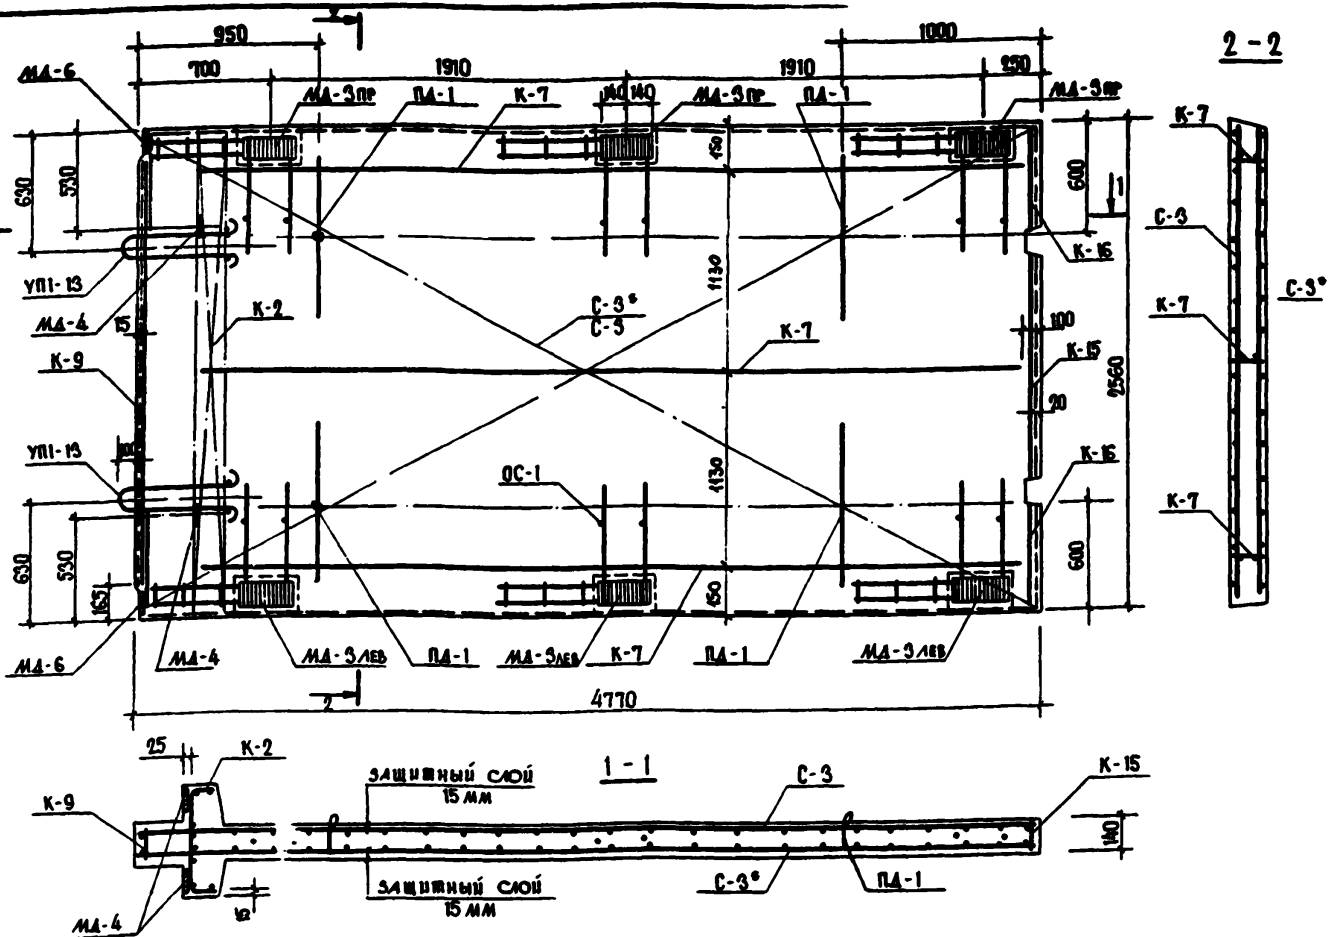 2
950
1000
2 - 2
МД-6
700
1910
1910
250
МД-3ПР
ПД-1
К-7
140
140
МД-3ПР
ПД-1
МД-3ПР
К-7
630
530
150
600
1
С-3
К-16
УП1-13
1130
С-3*
МД-4
15
К-2
С-3*
С-3
К-7
100
К-7
К-9
К-15
2560
20
УП1-13
100
ОС-1
1130
К-16
К-7
630
530
165
150
600
МД-6
МД-4
МД-3ЛЕВ
ПД-1
МД-3ЛЕВ
К-7
ПД-1
МД-3ЛЕВ
2
4770
25
К-2
ЗАЩИТНЫЙ СЛОЙ
15 ММ
1 - 1
С-3
К-15
К-9
140
ЗАЩИТНЫЙ СЛОЙ
15 ММ
С-3*
ПД-1
МД-4